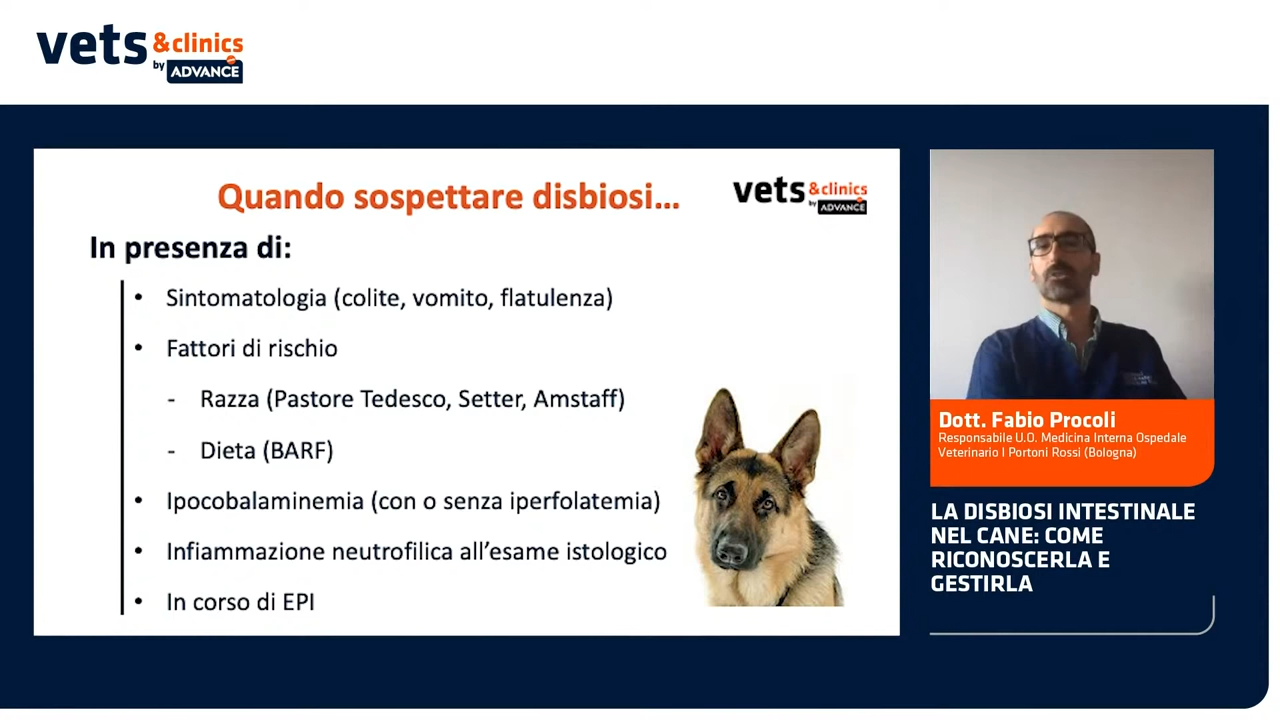 vets &clinics
by ADVANCE
Quando sospettare disbiosi...
vets &clinics
by ADVANCE
In presenza di:
• Sintomatologia (colite, vomito, flatulenza)
• Fattori di rischio
- Razza (Pastore Tedesco, Setter, Amstaff)
- Dieta (BARF)
• Ipocobalaminemia (con o senza iperfolatemia)
• Infiammazione neutrofilica all'esame istologico
• In corso di EPI
Dott. Fabio Procoli
Responsabile U.O. Medicina Interna Ospedale
Veterinario I Portoni Rossi (Bologna)
LA DISBIOSI INTESTINALE
NEL CANE: COME
RICONOSCERLA E
GESTIRLA